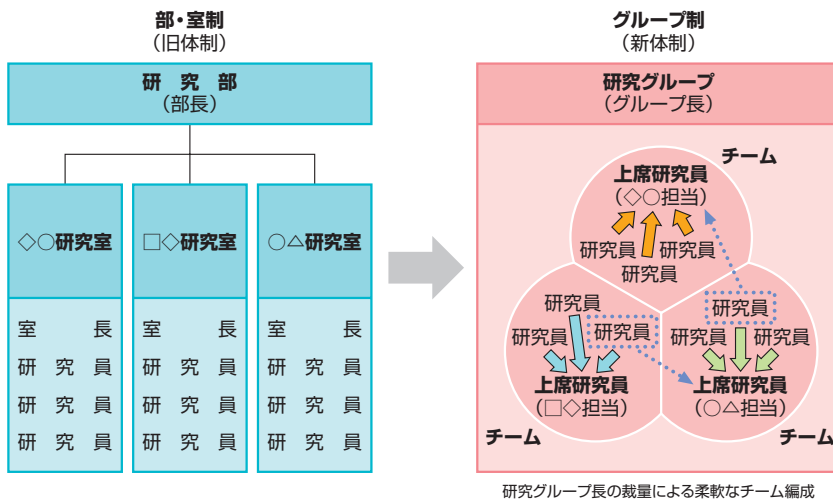 部・室制
（旧体制）
研 究 部
（部長）
◇○研究室
□◇研究室
○△研究室
室 長
研 究 員
研 究 員
研 究 員
室 長
研 究 員
研 究 員
研 究 員
室 長
研 究 員
研 究 員
研 究 員
グループ制
（新体制）
研究グループ
（グループ長）
チーム
上席研究員
（◇○担当）
研究員
研究員
研究員
研究員
研究員
研究員
上席研究員
（□◇担当）
チーム
研究員
研究員
研究員
上席研究員
（○△担当）
チーム
研究グループ長の裁量による柔軟なチーム編成